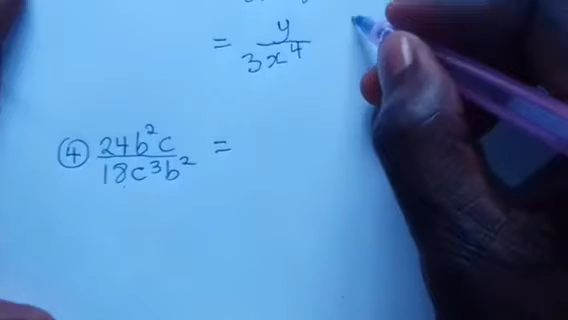 = y/3x⁴
④ 24b²c/18c³b² =